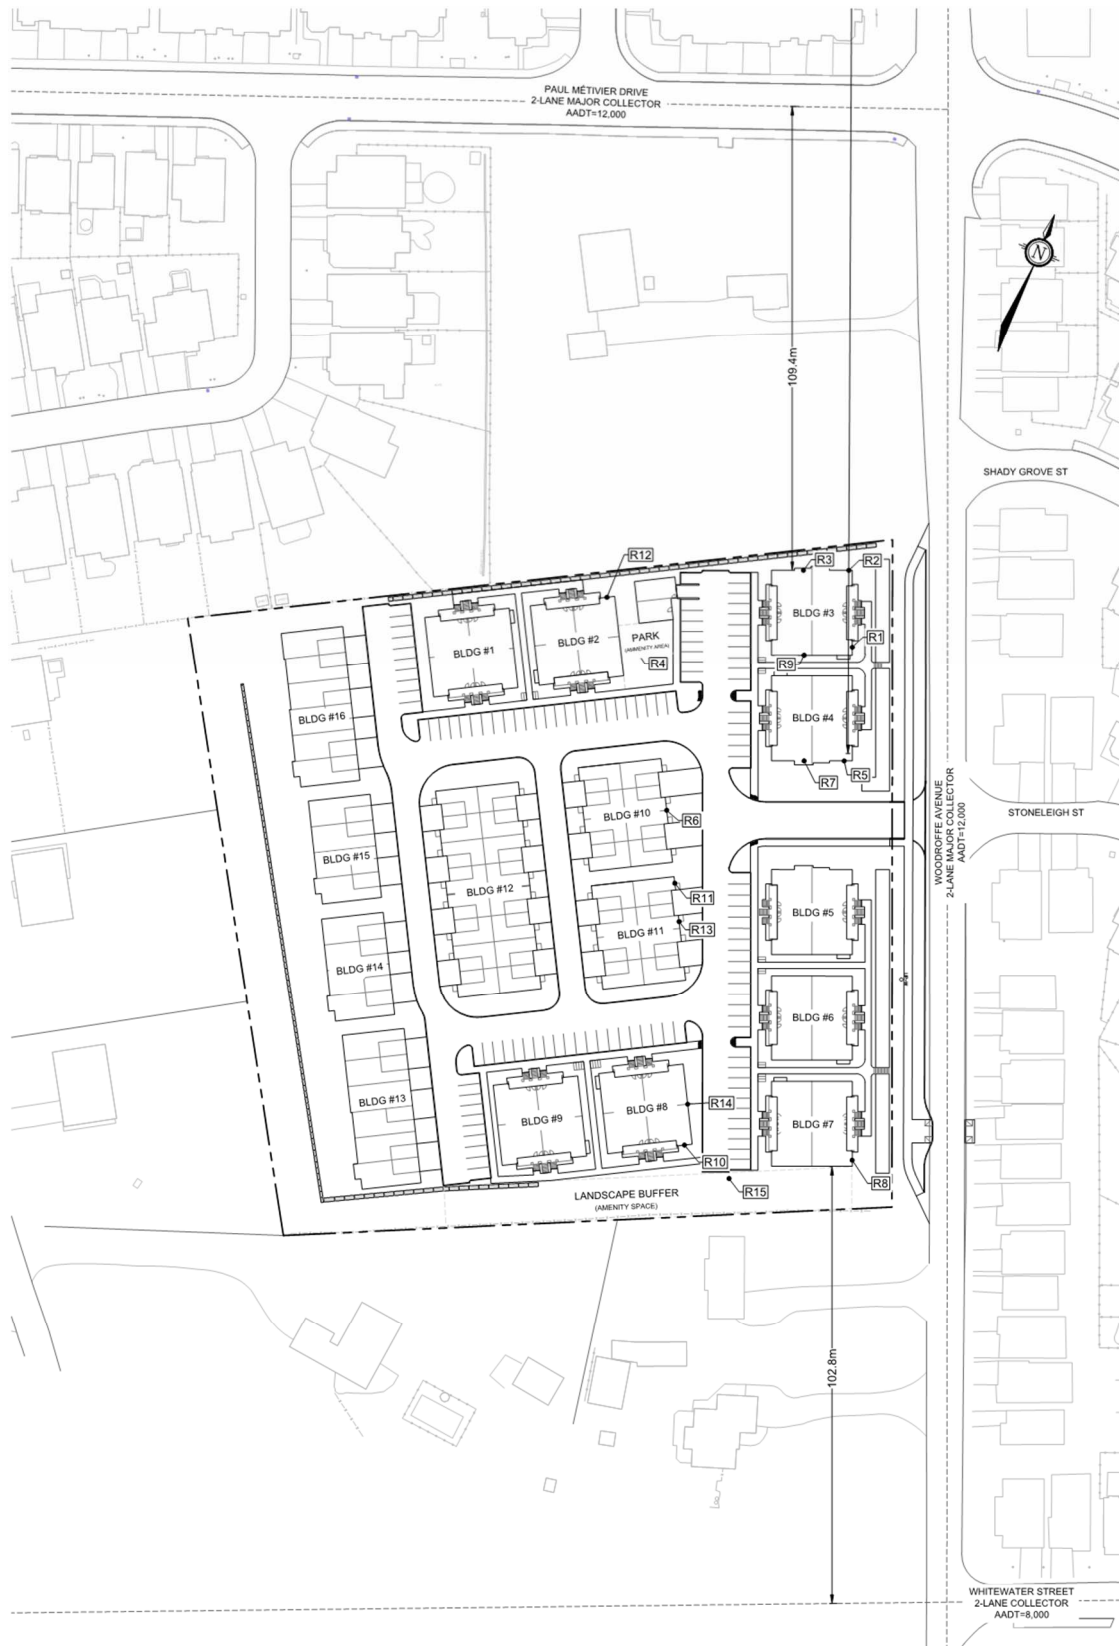 PAUL MÉTIVIER DRIVE
2-LANE MAJOR COLLECTOR
AADT=12,000
N
109.4m
SHADY GROVE ST
R12
R3
R2
BLDG #3
BLDG #2
PARK
(AMMENITY AREA)
R1
BLDG #1
R4
R9
BLDG #16
BLDG #4
R7
R5
WOODROFFE AVENUE
2-LANE MAJOR COLLECTOR
AADT=12,000
STONELEIGH ST
BLDG #10
R6
BLDG #15
BLDG #12
R11
BLDG #5
R13
BLDG #11
BLDG #14
BLDG #6
BLDG #13
R14
BLDG #8
BLDG #9
BLDG #7
R10
R8
R15
LANDSCAPE BUFFER
(AMENITY SPACE)
102.8m
WHITEWATER STREET
2-LANE COLLECTOR
AADT=8,000